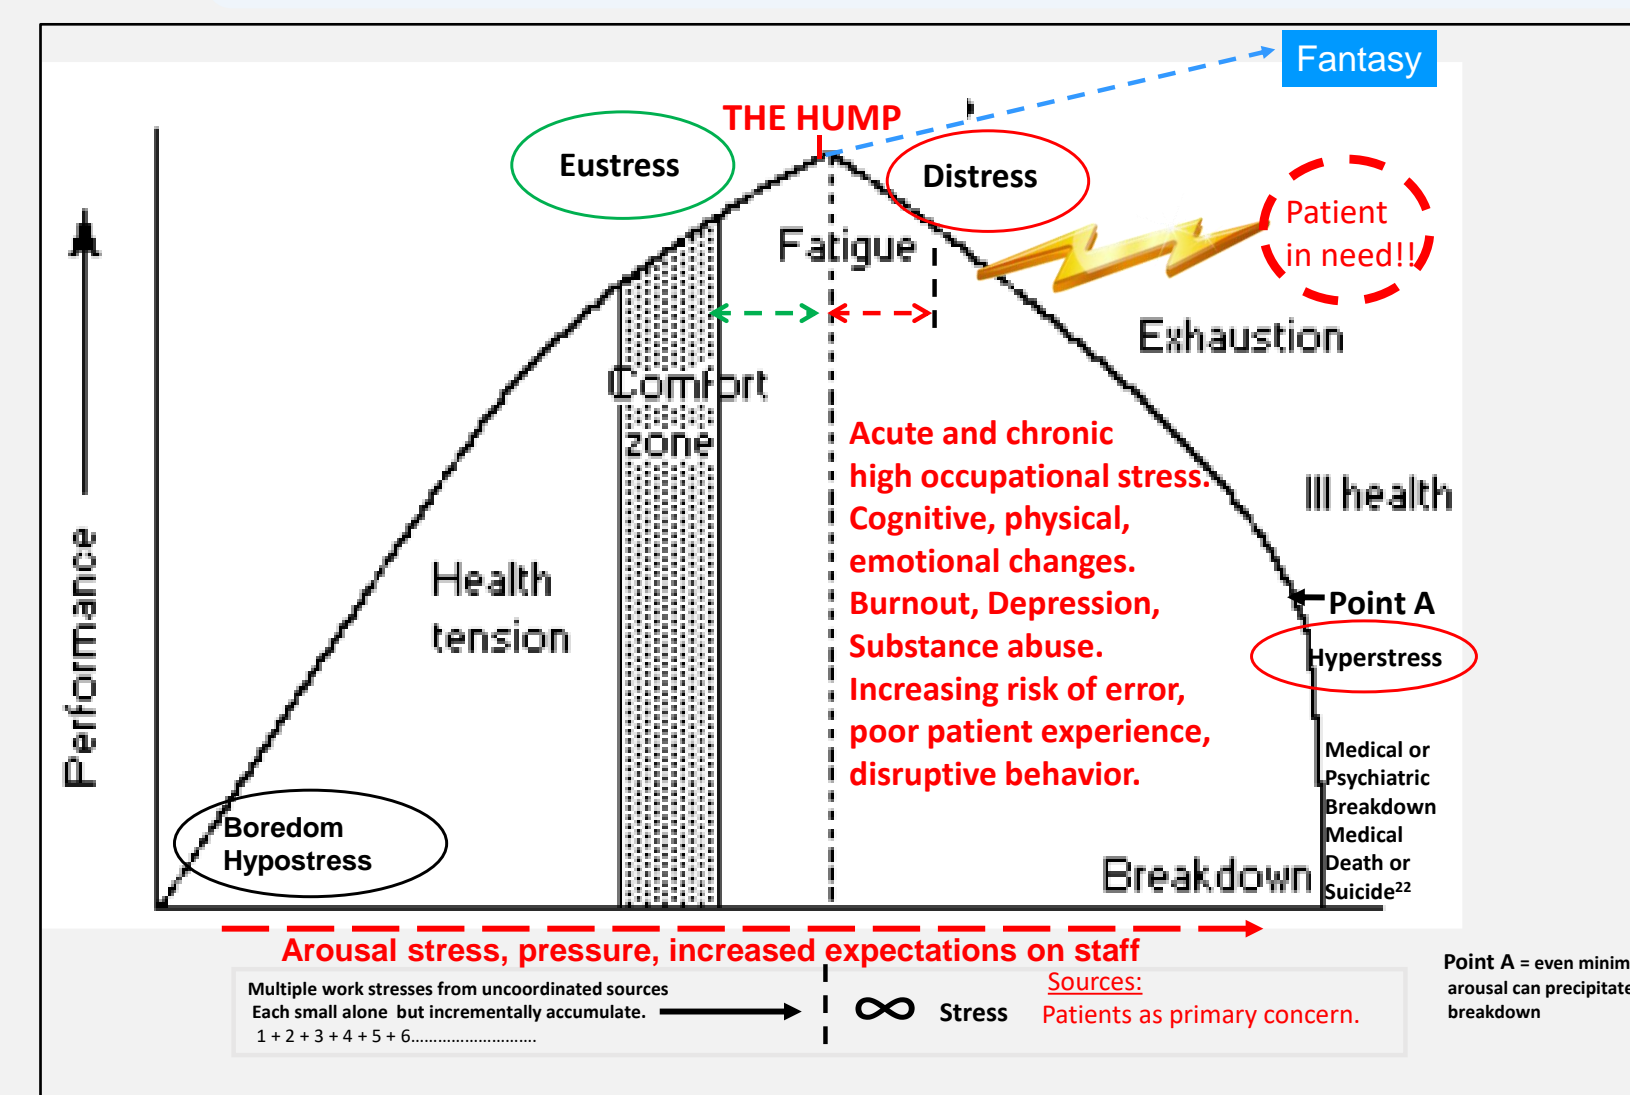 Fantasy
THE HUMP
Eustress
Distress
Patient
in need!!
Fatigue
Exhaustion
Comfort
zone
Acute and chronic
high occupational stress.
Cognitive, physical,
emotional changes.
Burnout, Depression,
Substance abuse.
Increasing risk of error,
poor patient experience,
disruptive behavior.
Ill health
Health
tension
Performance
Point A
Hyperstress
Boredom
Hypostress
Medical or
Psychiatric
Breakdown
Medical
Death or
Suicide22
Breakdown
Arousal stress, pressure, increased expectations on staff
Multiple work stresses from uncoordinated sources
Each small alone but incrementally accumulate.
1 + 2 + 3 + 4 + 5 + 6..............................
∞ Stress
Sources:
Patients as primary concern.
Point A = even minim
arousal can precipitate
breakdown